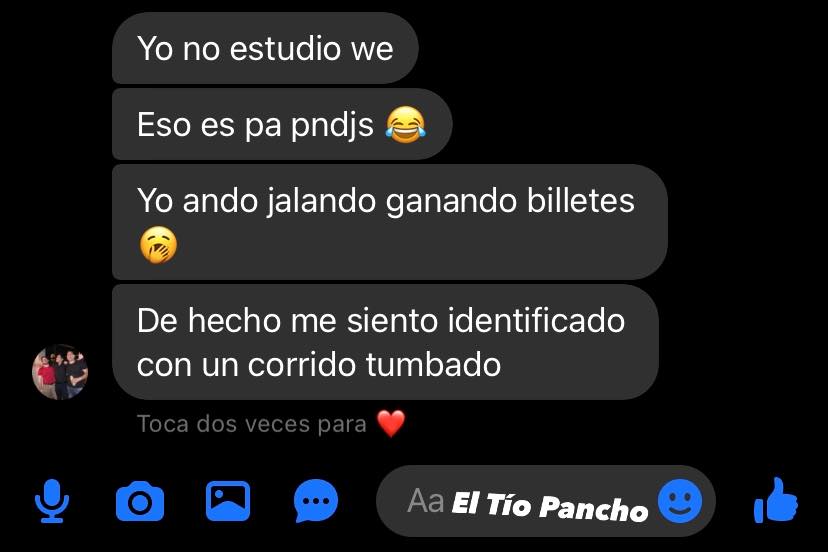 Yo no estudio we
Eso es pa pndjs 😂
Yo ando jalando ganando billetes
🥱
De hecho me siento identificado
con un corrido tumbado
Toca dos veces para ❤️
Aa El Tío Pancho